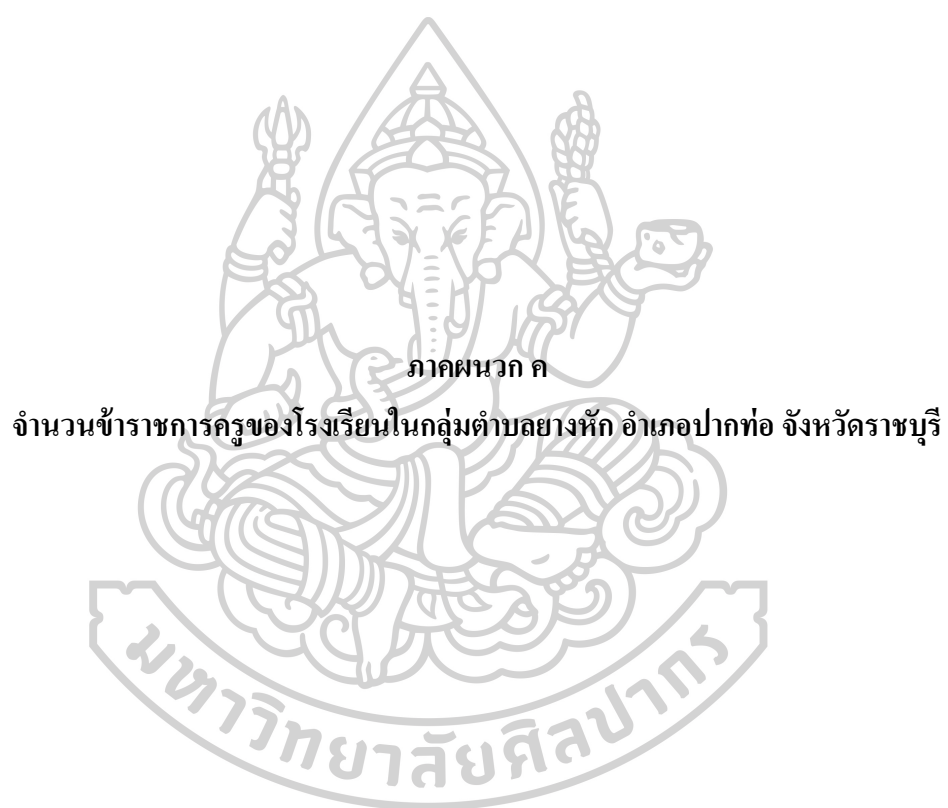 ภาคผนวก ค
จำนวนข้าราชการครูของโรงเรียนในกลุ่มตำบลยางหัก อำเภอปากท่อ จังหวัดราชบุรี
มหาวิทยาลัยศิลปากร